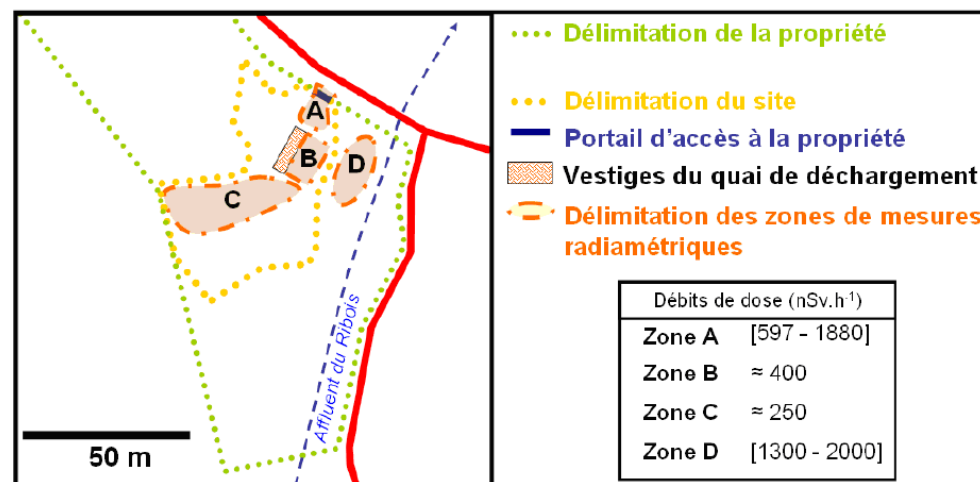 A
B
C
D
Affluent du Ribois
50 m
Délimitation de la propriété
Délimitation du site
Portail d'accès à la propriété
Vestiges du quai de déchargement
Délimitation des zones de mesures
radiamétriques
Débits de dose (nSv.h⁻¹)
Zone A [597 - 1880]
Zone B ≈ 400
Zone C ≈ 250
Zone D [1300 - 2000]